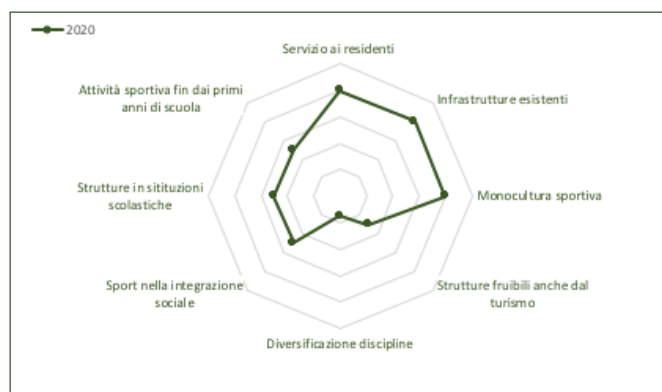 2020
Servizio ai residenti
Attività sportiva fin dai primi
anni di scuola
Infrastrutture esistenti
Strutture in sitituzioni
scolastiche
Monocultura sportiva
Sport nella integrazione
sociale
Strutture fruibili anche dal
turismo
Diversificazione discipline